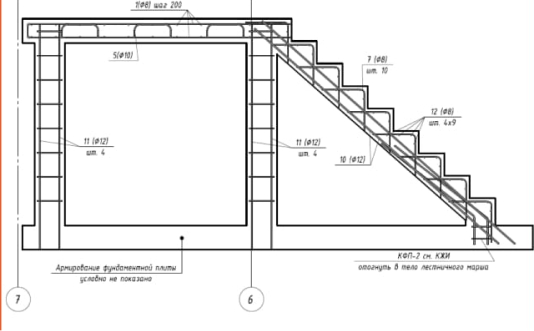 1(Ф8) шаг 200
5(Ф10)
7 (Ф8)
шт. 10
12 (Ф8)
шт. 4х9
11 (Ф12)
шт. 4
11 (Ф12)
шт. 4
10 (Ф12)
КФП-2 см. КЖИ
отогнуть в тело лестничного марша
Армирование фундаментной плиты
условно не показано
7
6